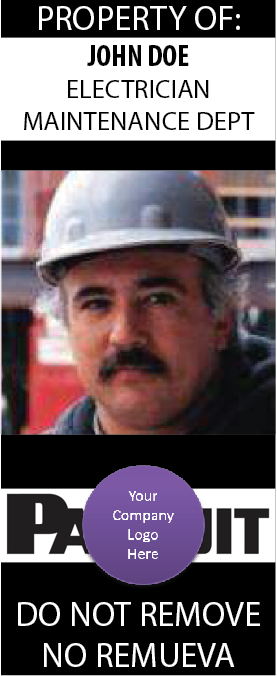 PROPERTY OF:
JOHN DOE
ELECTRICIAN
MAINTENANCE DEPT
Your
Company
Logo
Here
DO NOT REMOVE
NO REMUEVA